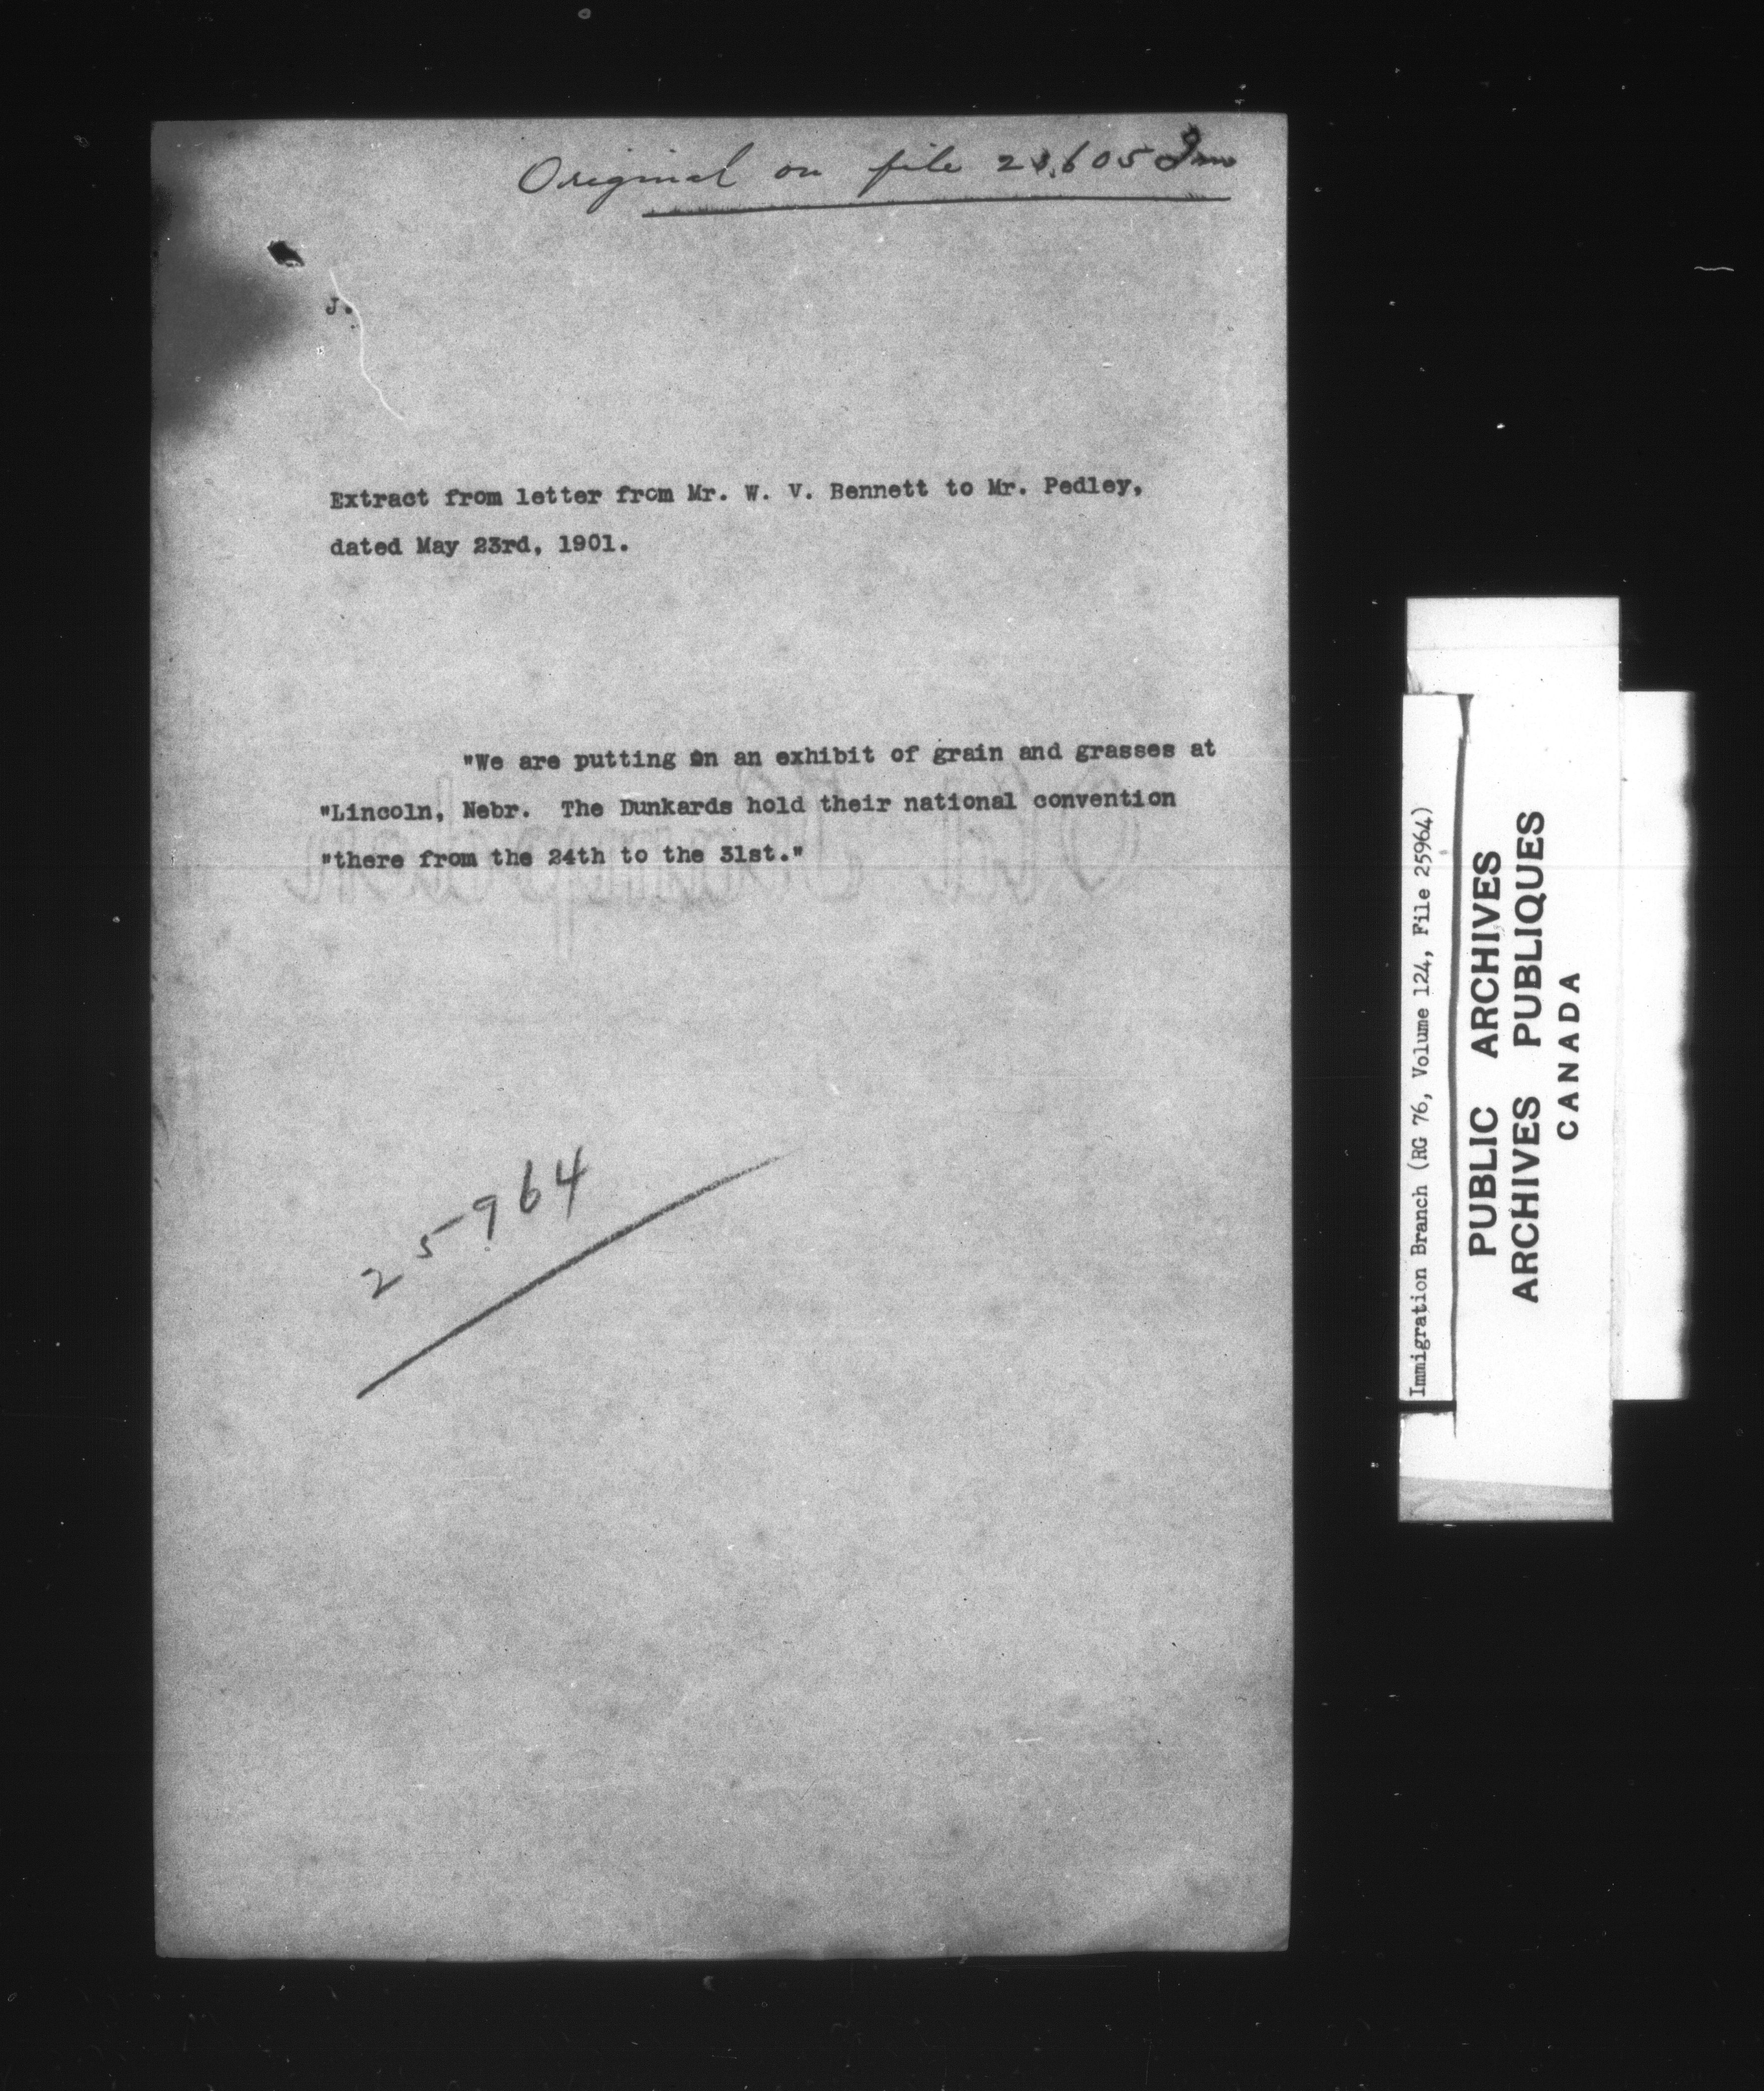 Original on file
J.
Extract from letter from Mr. W. V. Bennett to Mr. Pedley,
dated May 23rd, 1901.
"We are putting on an exhibit of grain and grasses at
"Lincoln, Nebr. The Dunkards hold their national convention
"there from the 24th to the 31st."
25964
Immigration Branch (RG 76, Volume 124, File 25964)
PUBLIC ARCHIVES
ARCHIVES PUBLIQUES
CANADA